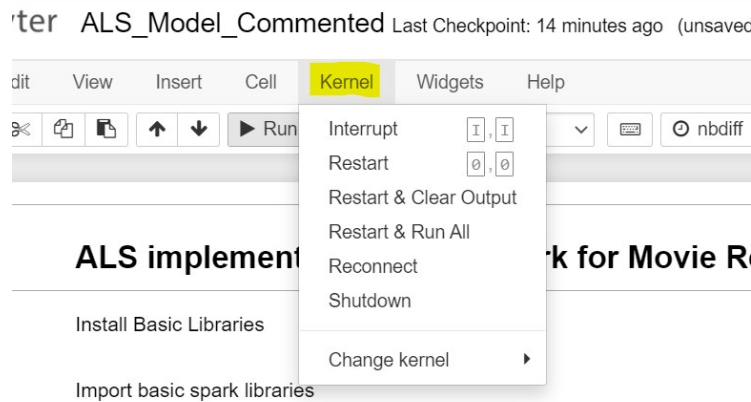 yter ALS_Model_Commented Last Checkpoint: 14 minutes ago (unsaved
dit View Insert Cell Kernel Widgets Help
Run nbdiff
Interrupt I,I
Restart 0,0
Restart & Clear Output
Restart & Run All
Reconnect
Shutdown
Change kernel
ALS implement rk for Movie R
Install Basic Libraries
Import basic spark libraries